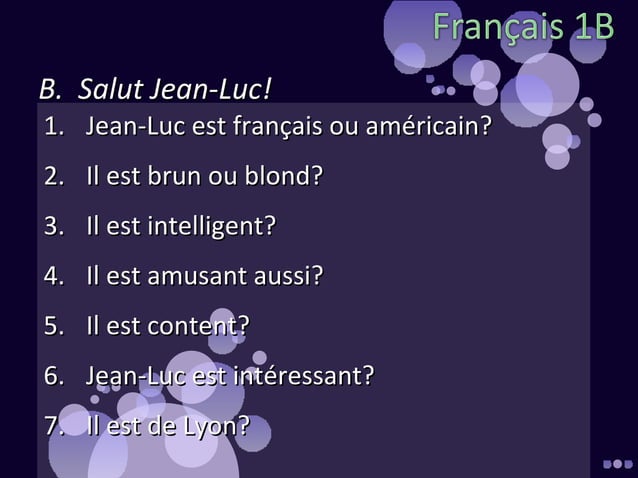 Français 1B
B. Salut Jean-Luc!
1. Jean-Luc est français ou américain?
2. Il est brun ou blond?
3. Il est intelligent?
4. Il est amusant aussi?
5. Il est content?
6. Jean-Luc est intéressant?
7. Il est de Lyon?